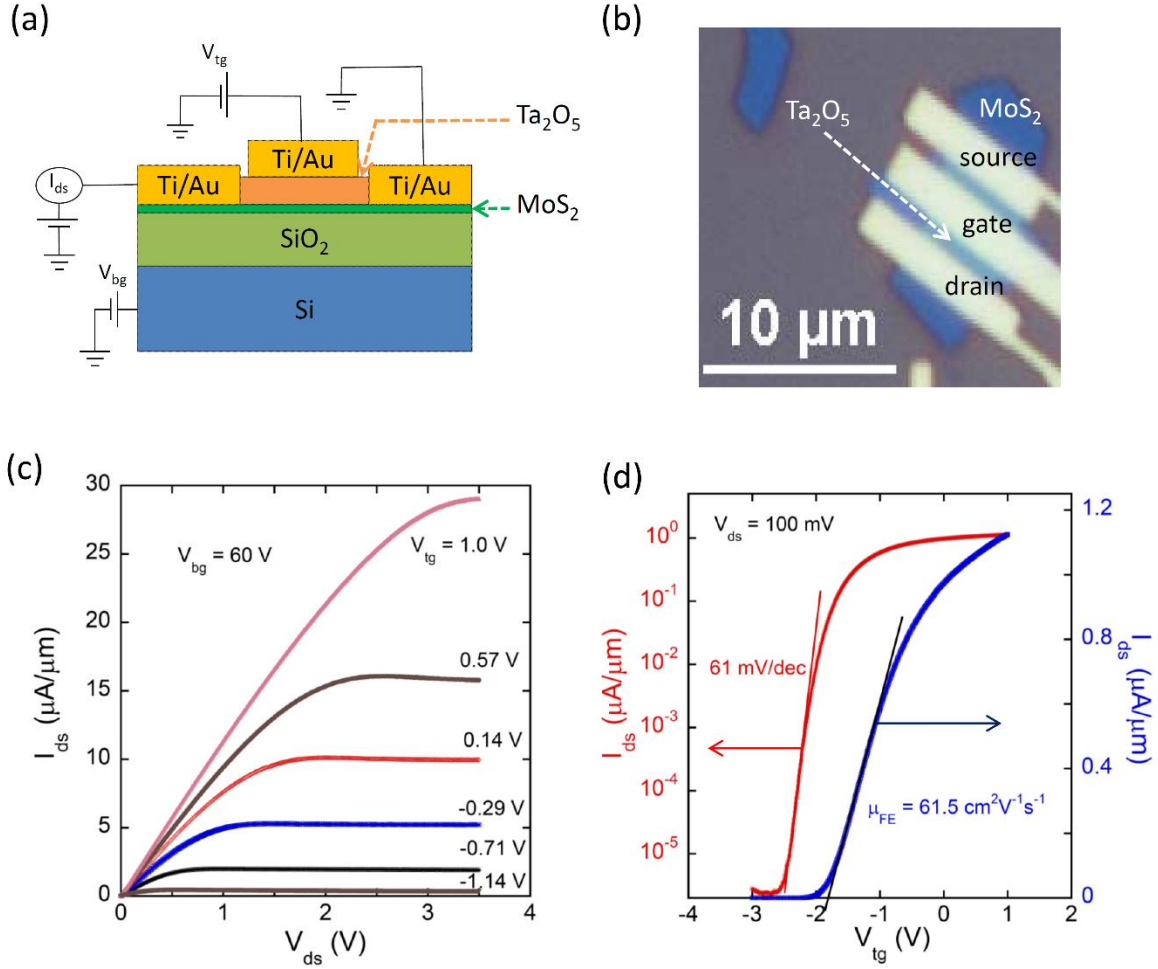 (a)
V_tg
Ta₂O₅
Ti/Au
Ti/Au
Ti/Au
I_ds
MoS₂
SiO₂
V_bg
Si
(b)
MoS₂
Ta₂O₅
source
gate
drain
10 µm
(c)
30
25
20
15
10
5
0
I_ds (µA/µm)
V_bg = 60 V
V_tg = 1.0 V
0.57 V
0.14 V
-0.29 V
-0.71 V
-1.14 V
0 1 2 3 4
V_ds (V)
(d)
V_ds = 100 mV
10⁰
10⁻¹
10⁻²
10⁻³
10⁻⁴
10⁻⁵
I_ds (µA/µm)
61 mV/dec
µ_FE = 61.5 cm²V⁻¹s⁻¹
1.2
0.8
0.4
0
I_ds (µA/µm)
-4 -3 -2 -1 0 1 2
V_tg (V)